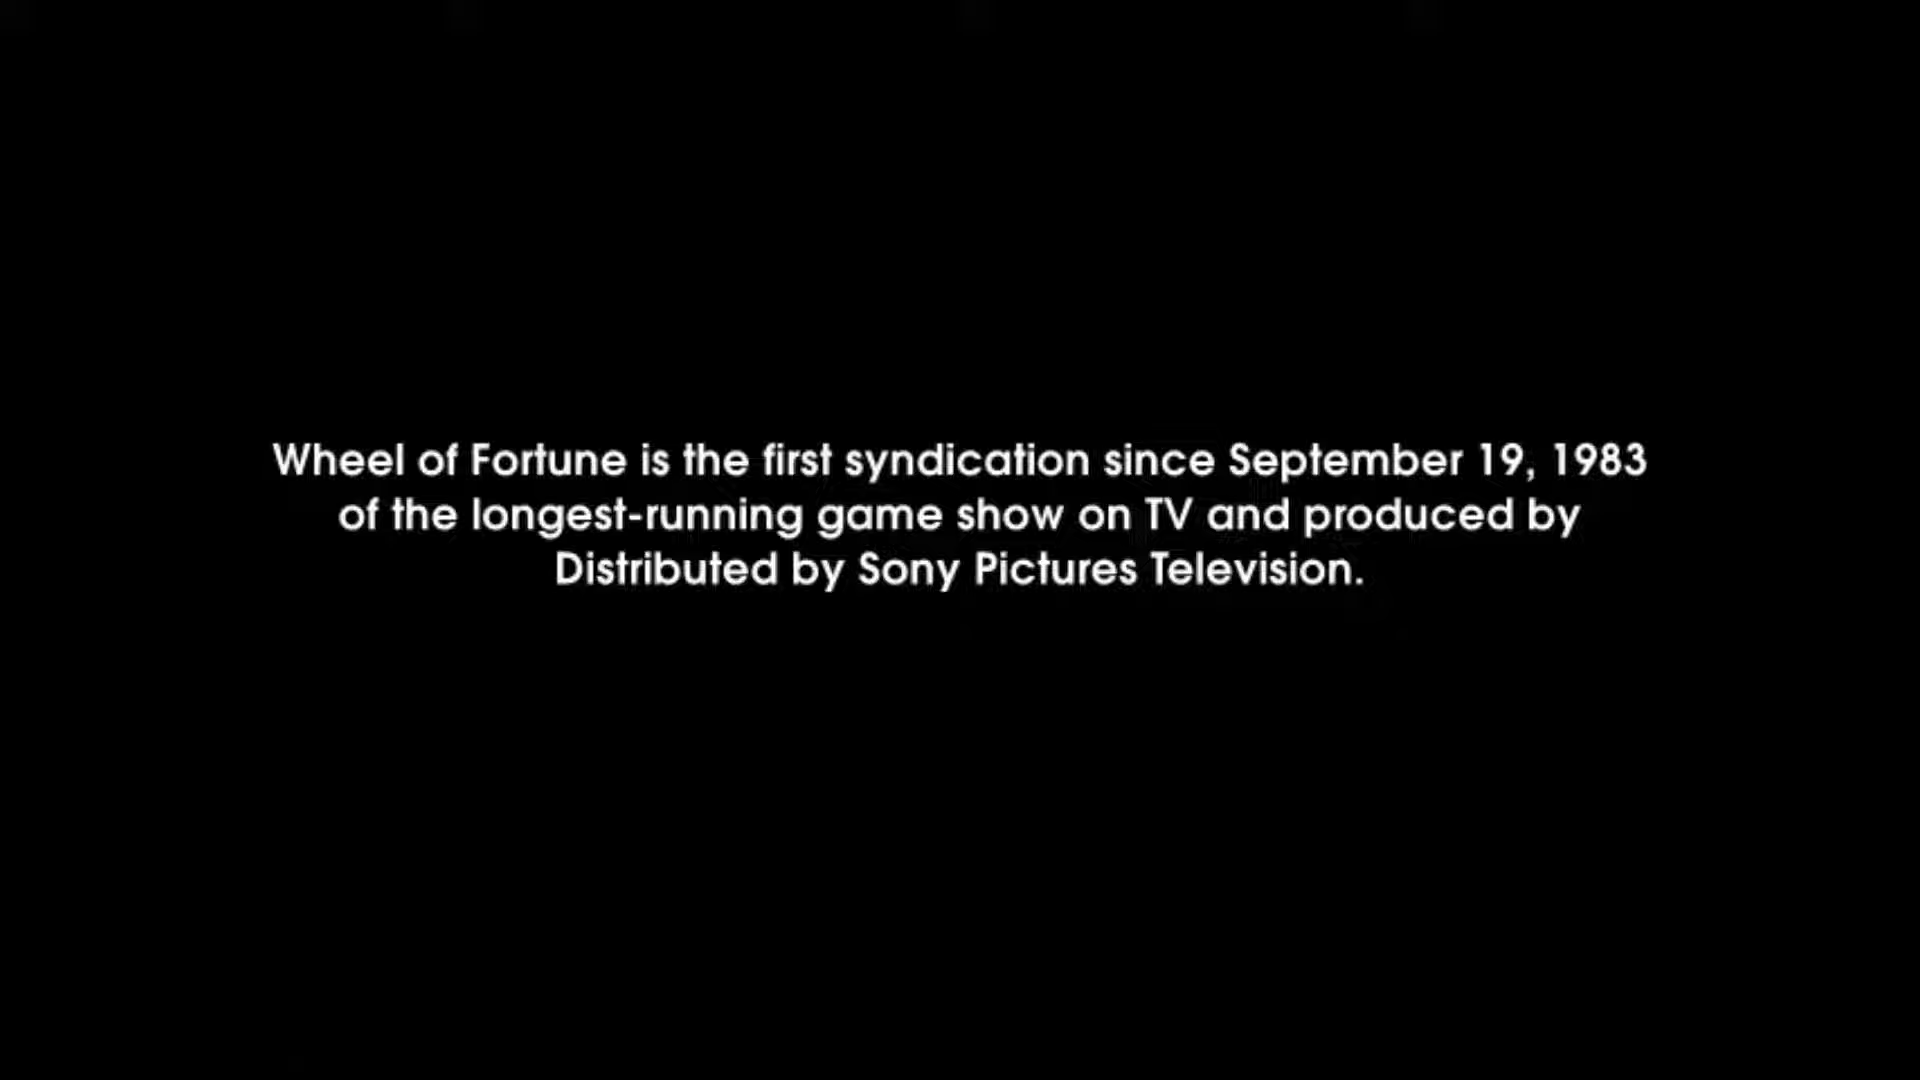 Wheel of Fortune is the first syndication since September 19, 1983
of the longest-running game show on TV and produced by
Distributed by Sony Pictures Television.